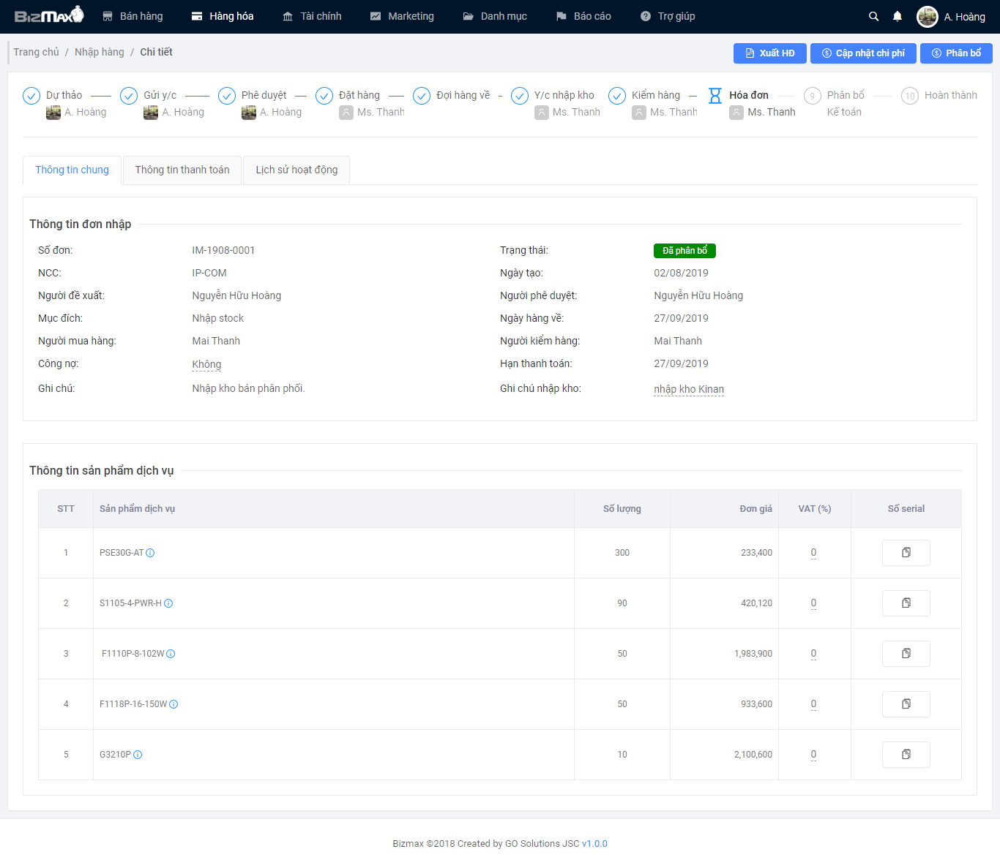 BizMax
Bán hàng
Hàng hóa
Tài chính
Marketing
Danh mục
Báo cáo
Trợ giúp
A. Hoàng
Trang chủ / Nhập hàng / Chi tiết
Xuất HĐ
Cập nhật chi phí
Phân bổ
Dự thảo
A. Hoàng
Gửi y/c
A. Hoàng
Phê duyệt
A. Hoàng
Đặt hàng
Ms. Thanh
Đợi hàng về
Y/c nhập kho
Ms. Thanh
Kiểm hàng
Ms. Thanh
Hóa đơn
Ms. Thanh
9 Phân bổ
Kế toán
10 Hoàn thành
Thông tin chung
Thông tin thanh toán
Lịch sử hoạt động
Thông tin đơn nhập
Số đơn: IM-1908-0001 Trạng thái: Đã phân bổ
NCC: IP-COM Ngày tạo: 02/08/2019
Người đề xuất: Nguyễn Hữu Hoàng Người phê duyệt: Nguyễn Hữu Hoàng
Mục đích: Nhập stock Ngày hàng về: 27/09/2019
Người mua hàng: Mai Thanh Người kiểm hàng: Mai Thanh
Công nợ: Không Hạn thanh toán: 27/09/2019
Ghi chú: Nhập kho bán phân phối. Ghi chú nhập kho: nhập kho Kinan
Thông tin sản phẩm dịch vụ
STT Sản phẩm dịch vụ Số lượng Đơn giá VAT (%) Số serial
1 PSE30G-AT 300 233,400 0
2 S1105-4-PWR-H 90 420,120 0
3 F1110P-8-102W 50 1,983,900 0
4 F1118P-16-150W 50 933,600 0
5 G3210P 10 2,100,600 0
Bizmax ©2018 Created by GO Solutions JSC v1.0.0